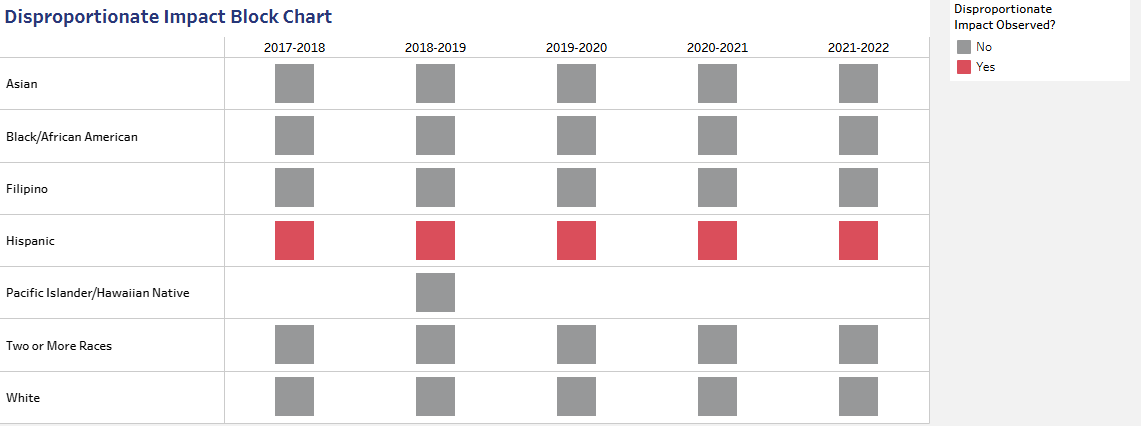 Disproportionate Impact Block Chart
Disproportionate
Impact Observed?
No
Yes
2017-2018 2018-2019 2019-2020 2020-2021 2021-2022
Asian
Black/African American
Filipino
Hispanic
Pacific Islander/Hawaiian Native
Two or More Races
White